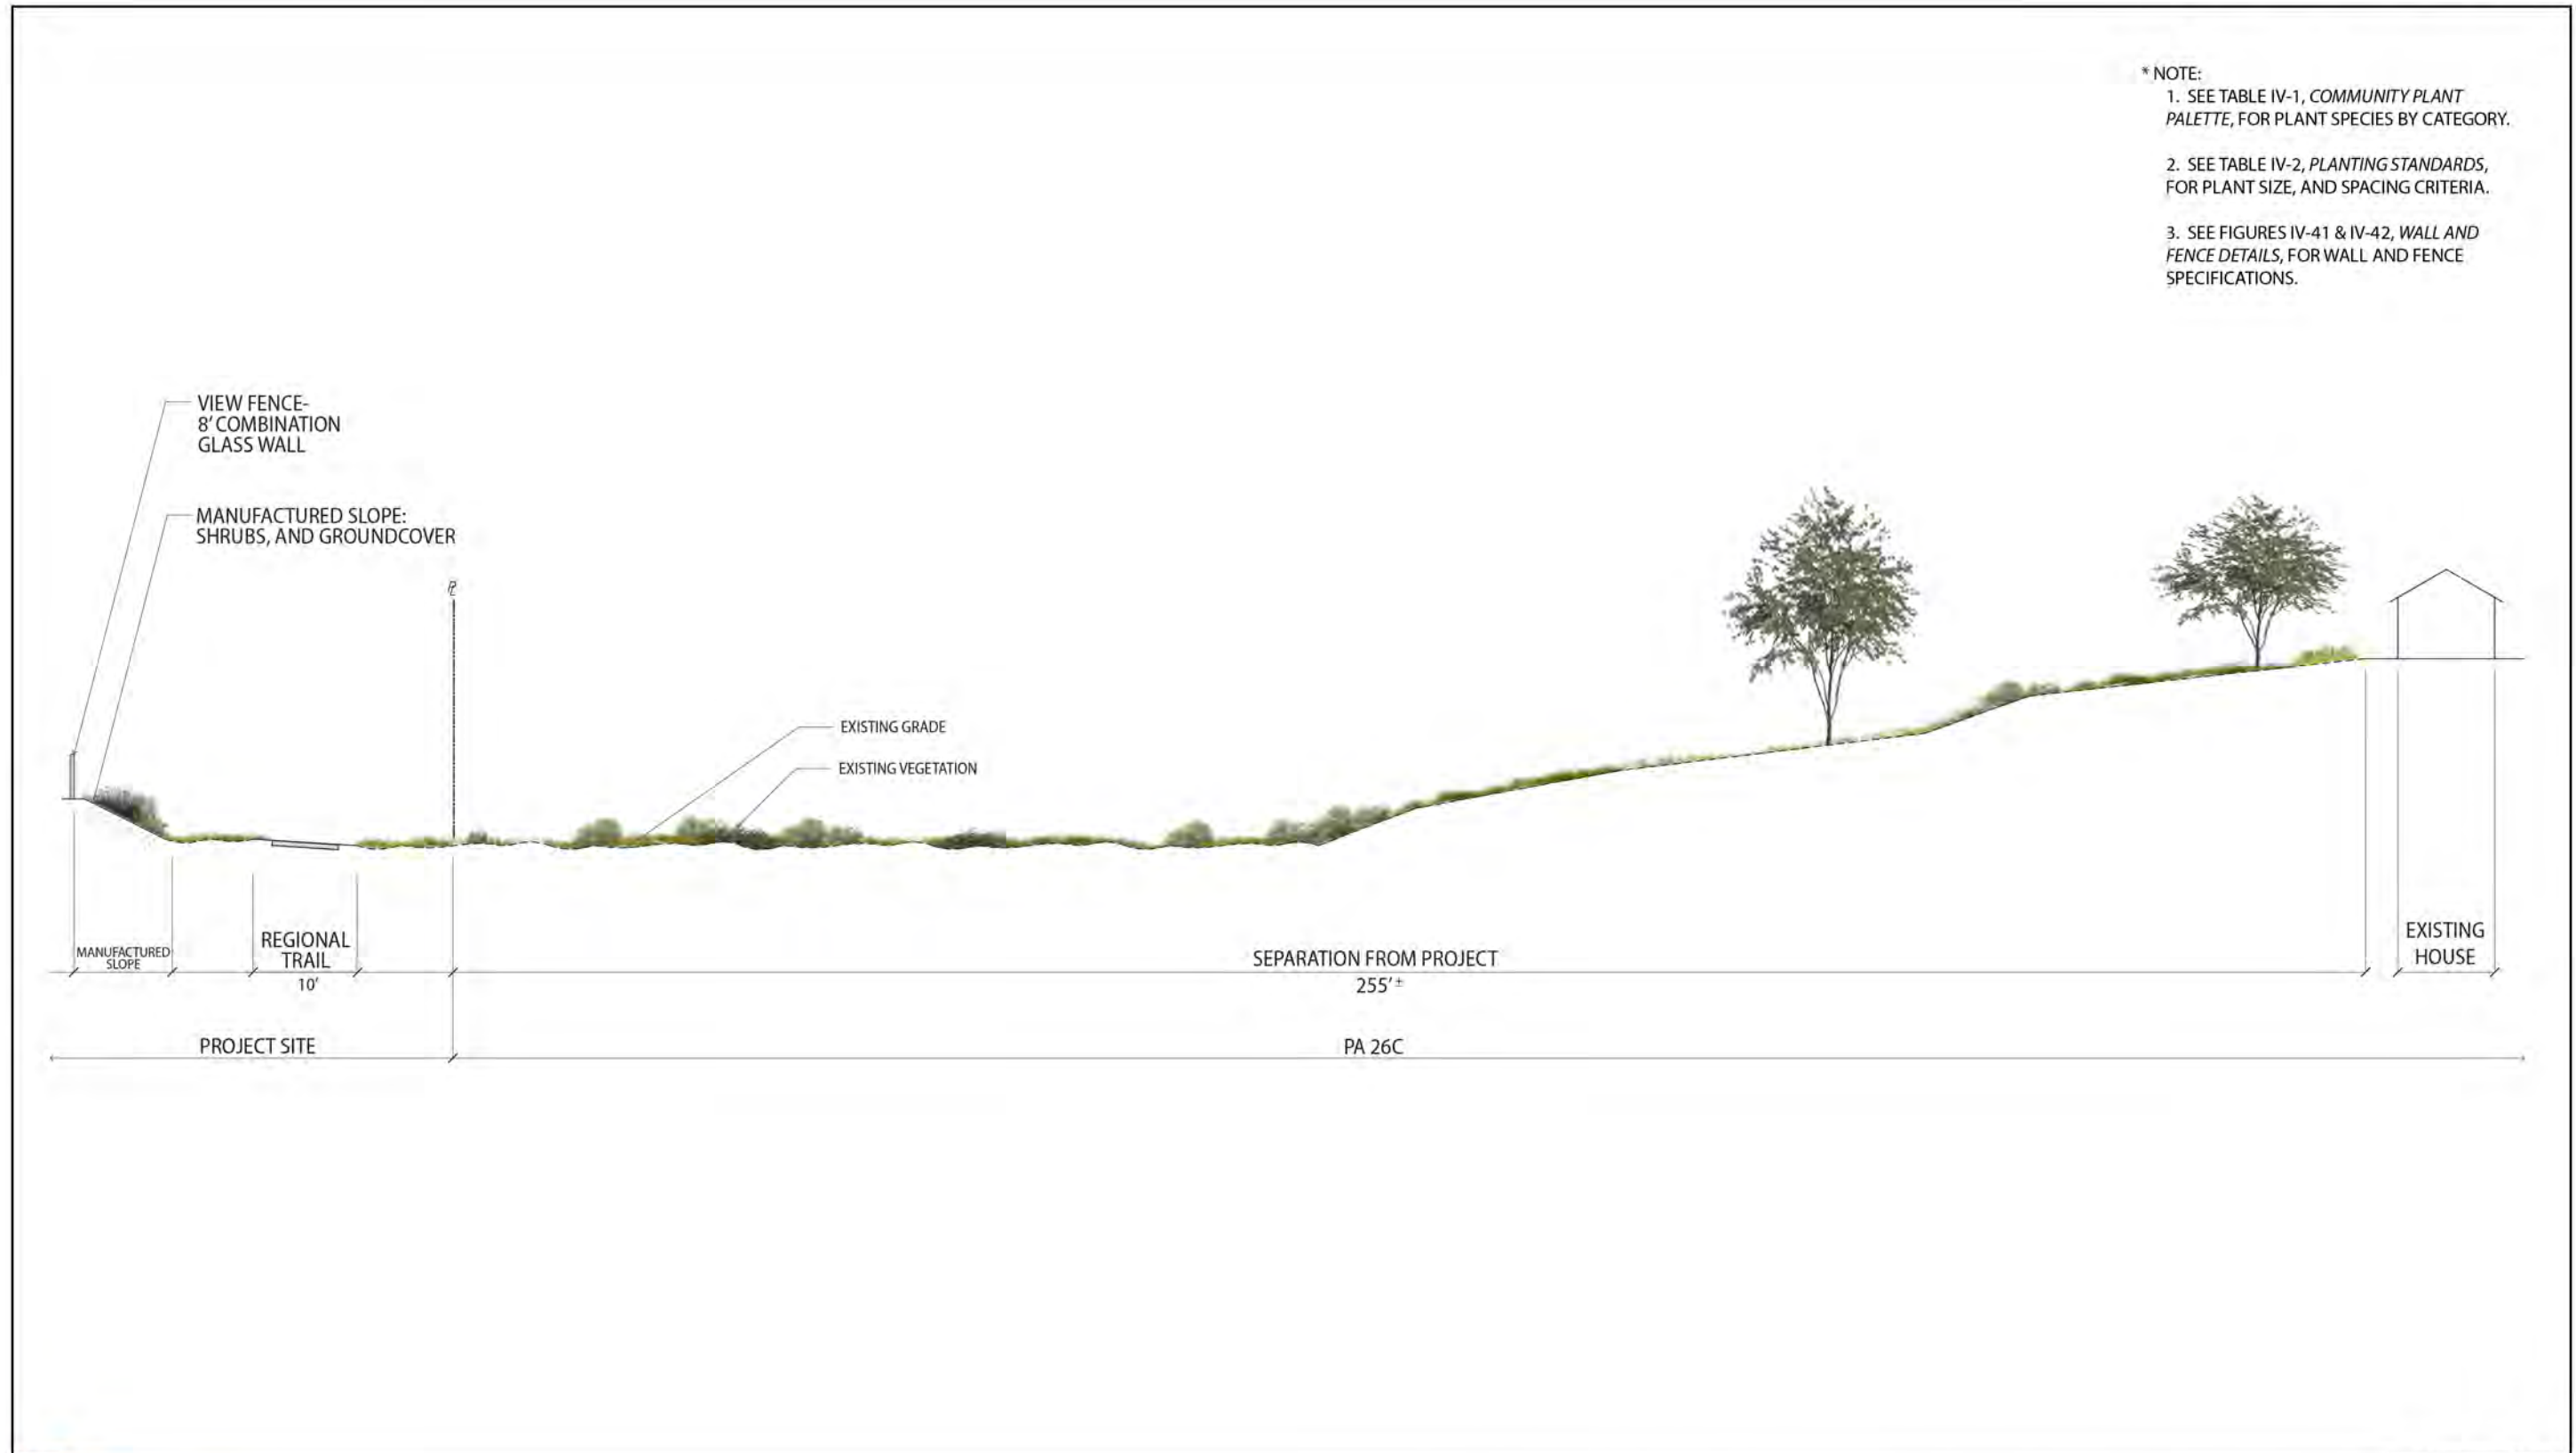 * NOTE:
1. SEE TABLE IV-1, COMMUNITY PLANT
PALETTE, FOR PLANT SPECIES BY CATEGORY.
2. SEE TABLE IV-2, PLANTING STANDARDS,
FOR PLANT SIZE, AND SPACING CRITERIA.
3. SEE FIGURES IV-41 & IV-42, WALL AND
FENCE DETAILS, FOR WALL AND FENCE
SPECIFICATIONS.
VIEW FENCE-
8' COMBINATION
GLASS WALL
MANUFACTURED SLOPE:
SHRUBS, AND GROUNDCOVER
PL
EXISTING GRADE
EXISTING VEGETATION
MANUFACTURED
SLOPE
REGIONAL
TRAIL
10'
SEPARATION FROM PROJECT
255' ±
EXISTING
HOUSE
PROJECT SITE
PA 26C